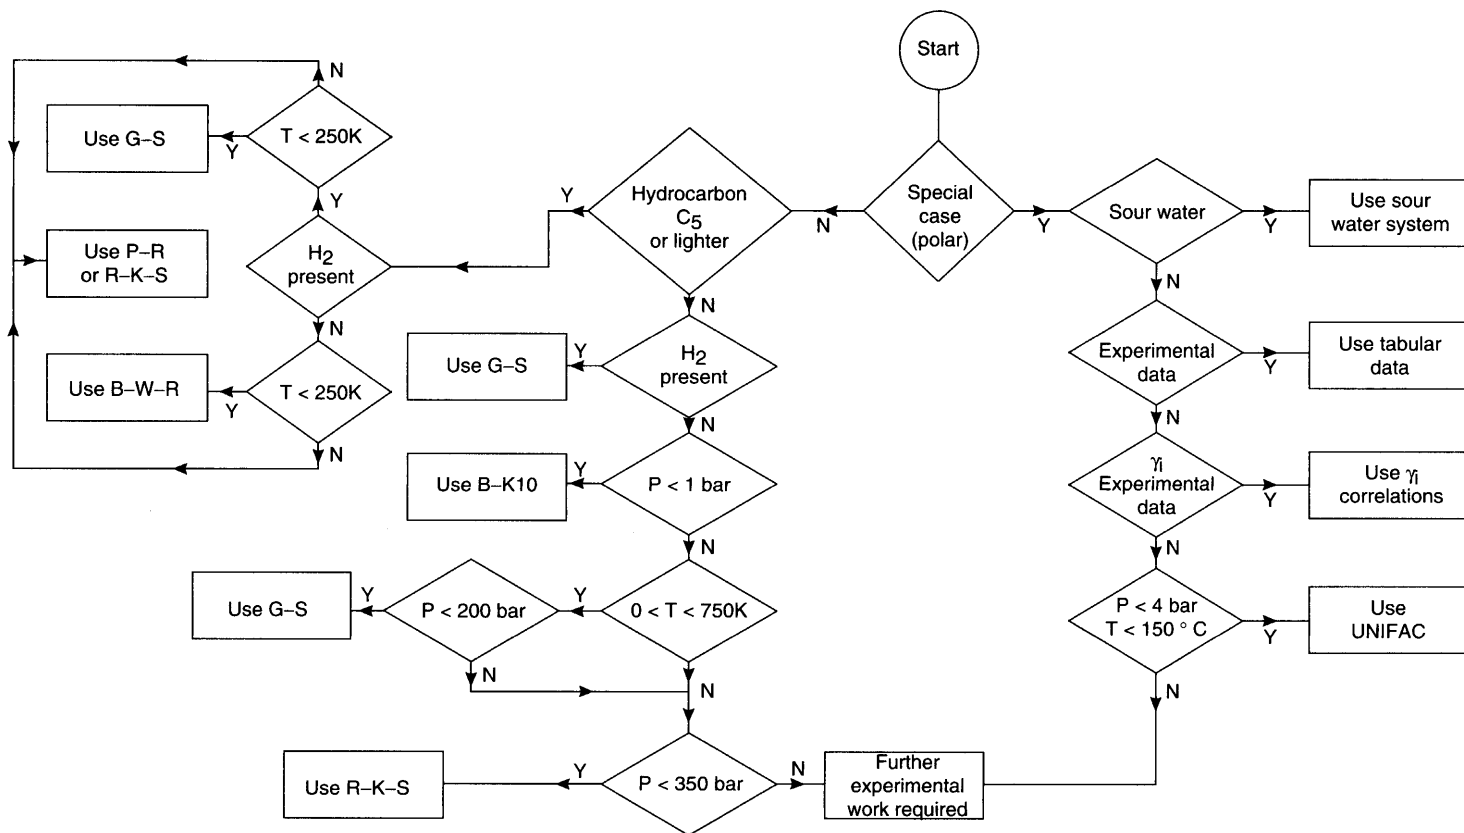 Start
Special
case
(polar)
N
Y
Hydrocarbon
C5
or lighter
Y
N
H2
present
Y
N
T < 250K
N
Y
Use G–S
Use P–R
or R–K–S
T < 250K
Y
N
Use B–W–R
H2
present
Y
N
Use G–S
P < 1 bar
Y
N
Use B–K10
0 < T < 750K
Y
N
P < 200 bar
Y
N
Use G–S
P < 350 bar
Y
N
Use R–K–S
Further
experimental
work required
Sour water
Y
N
Use sour
water system
Experimental
data
Y
N
Use tabular
data
γi
Experimental
data
Y
N
Use γi
correlations
P < 4 bar
T < 150 ° C
Y
N
Use
UNIFAC